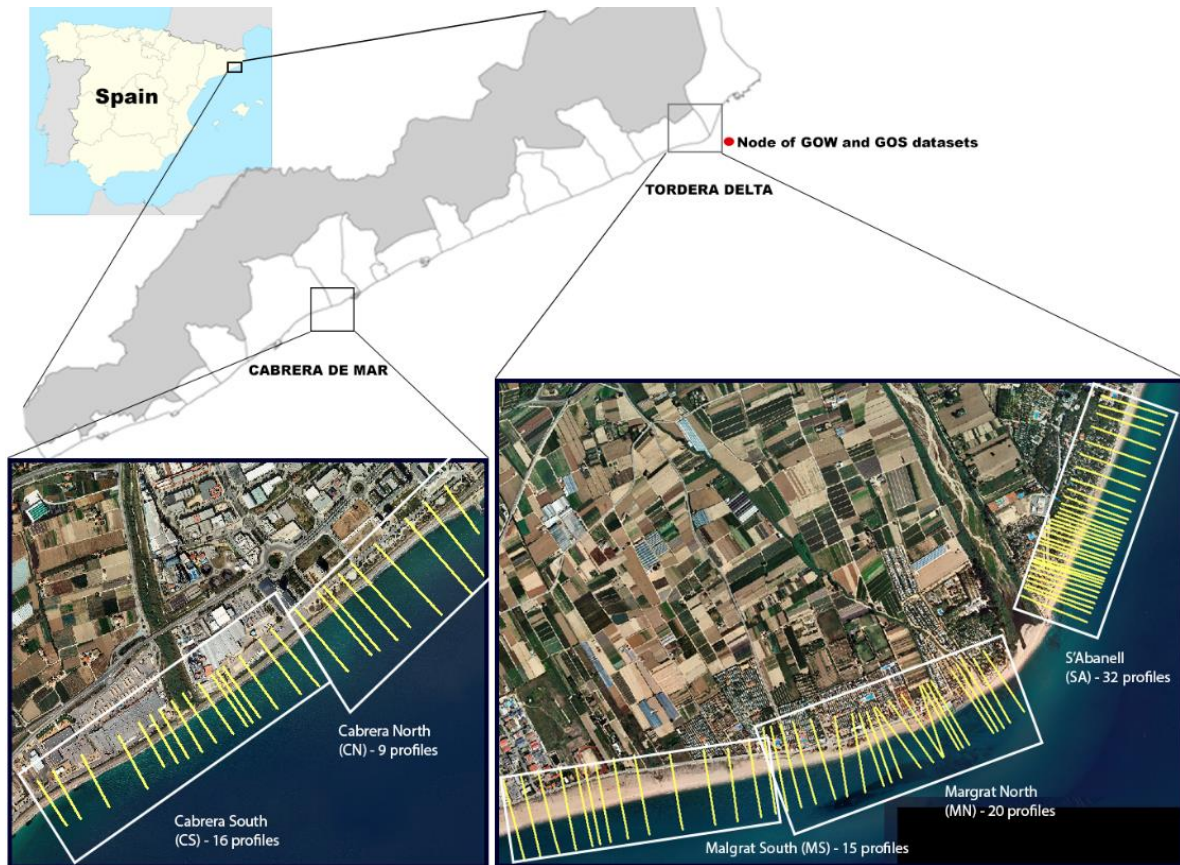 Spain
Node of GOW and GOS datasets
TORDERA DELTA
CABRERA DE MAR
Cabrera North
(CN) - 9 profiles
Cabrera South
(CS) - 16 profiles
S'Abanell
(SA) - 32 profiles
Margrat North
(MN) - 20 profiles
Malgrat South (MS) - 15 profiles